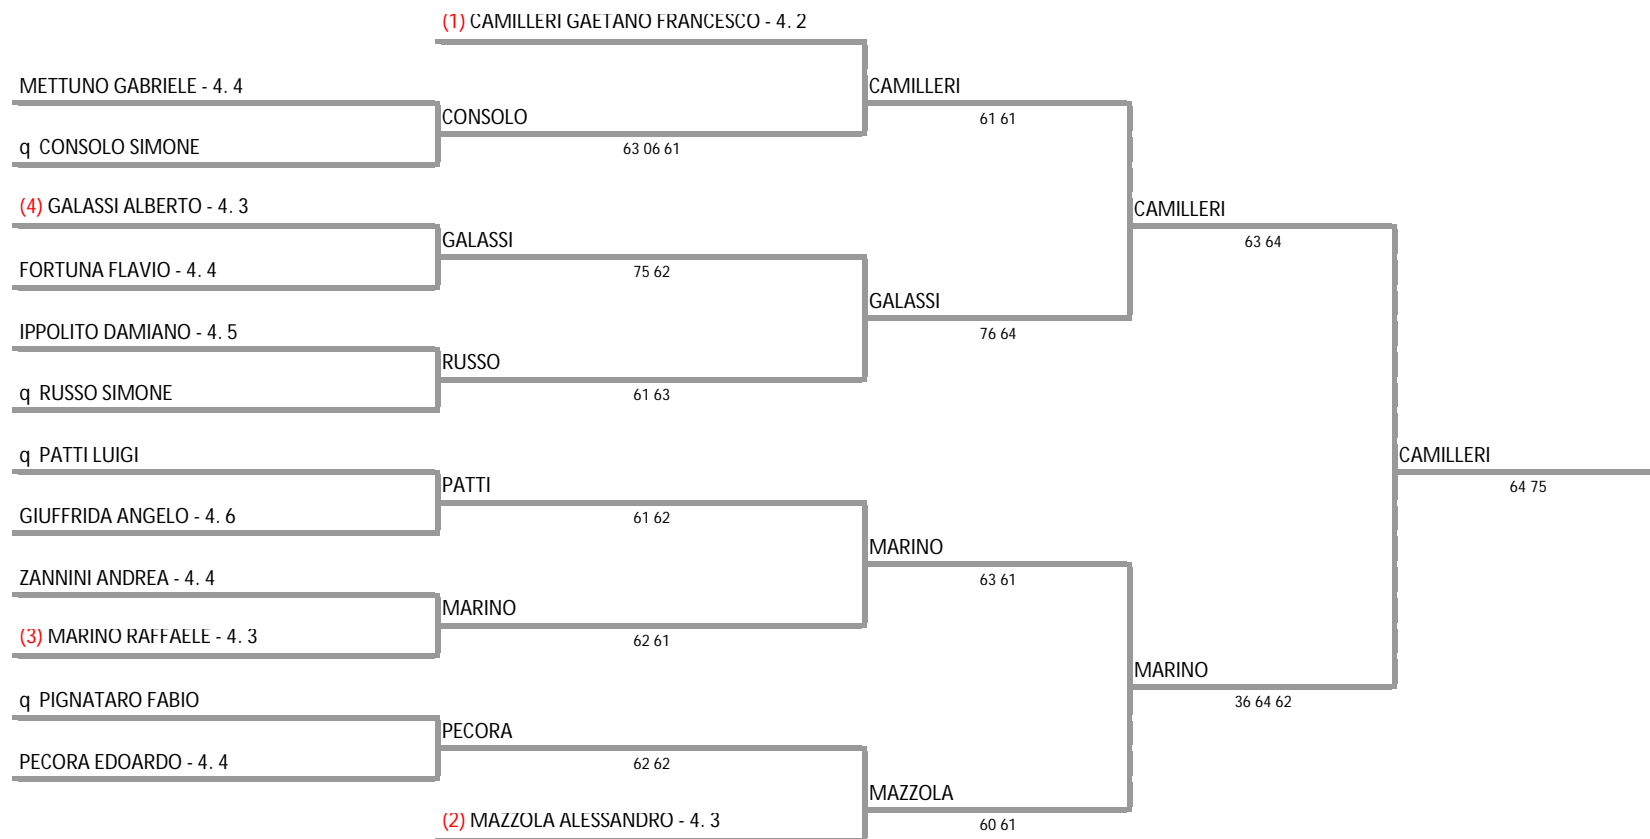 (1) CAMILLERI GAETANO FRANCESCO - 4. 2
METTUNO GABRIELE - 4. 4
CAMILLERI
CONSOLO
61 61
q CONSOLO SIMONE
63 06 61
(4) GALASSI ALBERTO - 4. 3
CAMILLERI
GALASSI
63 64
FORTUNA FLAVIO - 4. 4
75 62
GALASSI
IPPOLITO DAMIANO - 4. 5
76 64
RUSSO
q RUSSO SIMONE
61 63
q PATTI LUIGI
CAMILLERI
PATTI
64 75
GIUFFRIDA ANGELO - 4. 6
61 62
MARINO
ZANNINI ANDREA - 4. 4
63 61
MARINO
(3) MARINO RAFFAELE - 4. 3
62 61
MARINO
q PIGNATARO FABIO
36 64 62
PECORA
PECORA EDOARDO - 4. 4
62 62
MAZZOLA
(2) MAZZOLA ALESSANDRO - 4. 3
60 61